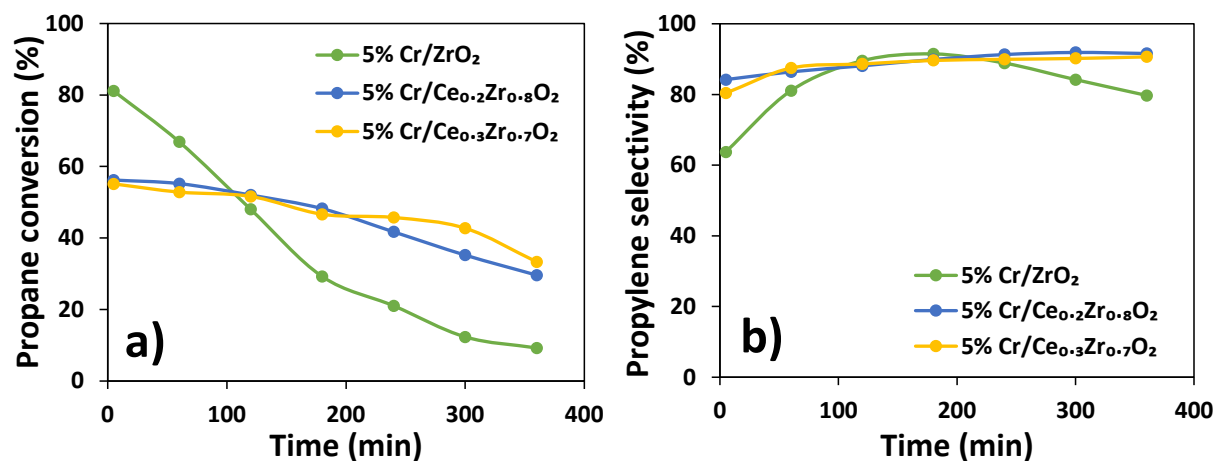 Propane conversion (%)
100
80
60
40
20
0
5% Cr/ZrO₂
5% Cr/Ce₀.₂Zr₀.₈O₂
5% Cr/Ce₀.₃Zr₀.₇O₂
a)
0
100
200
300
400
Time (min)
Propylene selectivity (%)
100
80
60
40
20
0
5% Cr/ZrO₂
5% Cr/Ce₀.₂Zr₀.₈O₂
5% Cr/Ce₀.₃Zr₀.₇O₂
b)
0
100
200
300
400
Time (min)